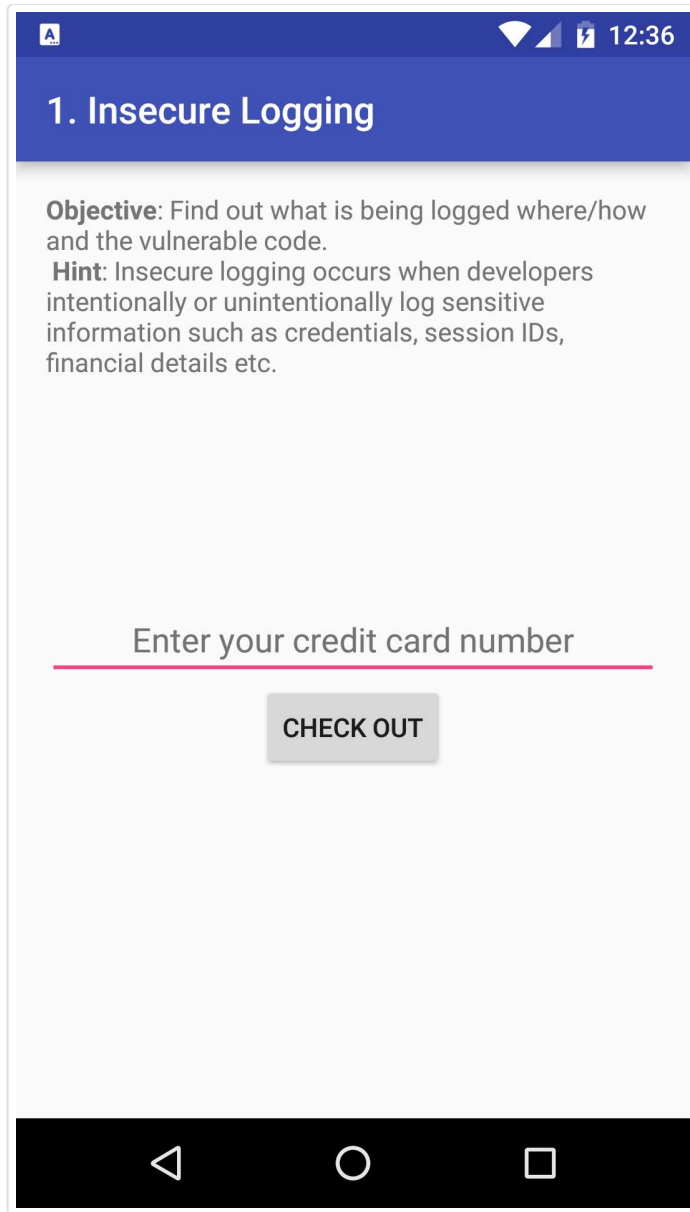 A
12:36
1. Insecure Logging
Objective: Find out what is being logged where/how
and the vulnerable code.
Hint: Insecure logging occurs when developers
intentionally or unintentionally log sensitive
information such as credentials, session IDs,
financial details etc.
Enter your credit card number
CHECK OUT